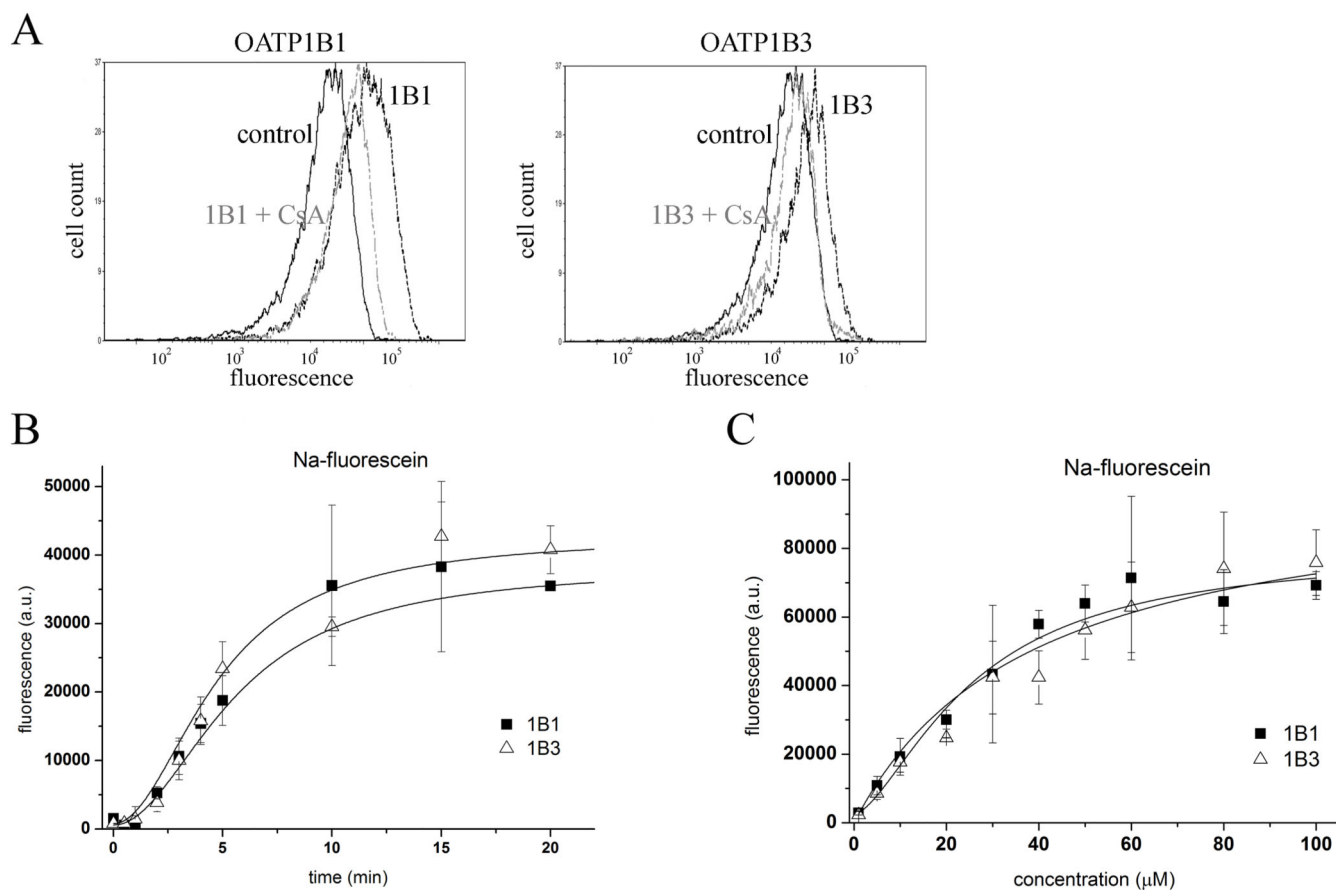 A
OATP1B1
37
28
19
9
0
control
1B1
1B1 + CsA
cell count
10² 10³ 10⁴ 10⁵
fluorescence
OATP1B3
37
28
19
9
0
control
1B3
1B3 + CsA
cell count
10² 10³ 10⁴ 10⁵
fluorescence
B
Na-fluorescein
50000
40000
30000
20000
10000
0
fluorescence (a.u.)
1B1
1B3
0 5 10 15 20
time (min)
C
Na-fluorescein
100000
80000
60000
40000
20000
0
fluorescence (a.u.)
1B1
1B3
0 20 40 60 80 100
concentration (μM)